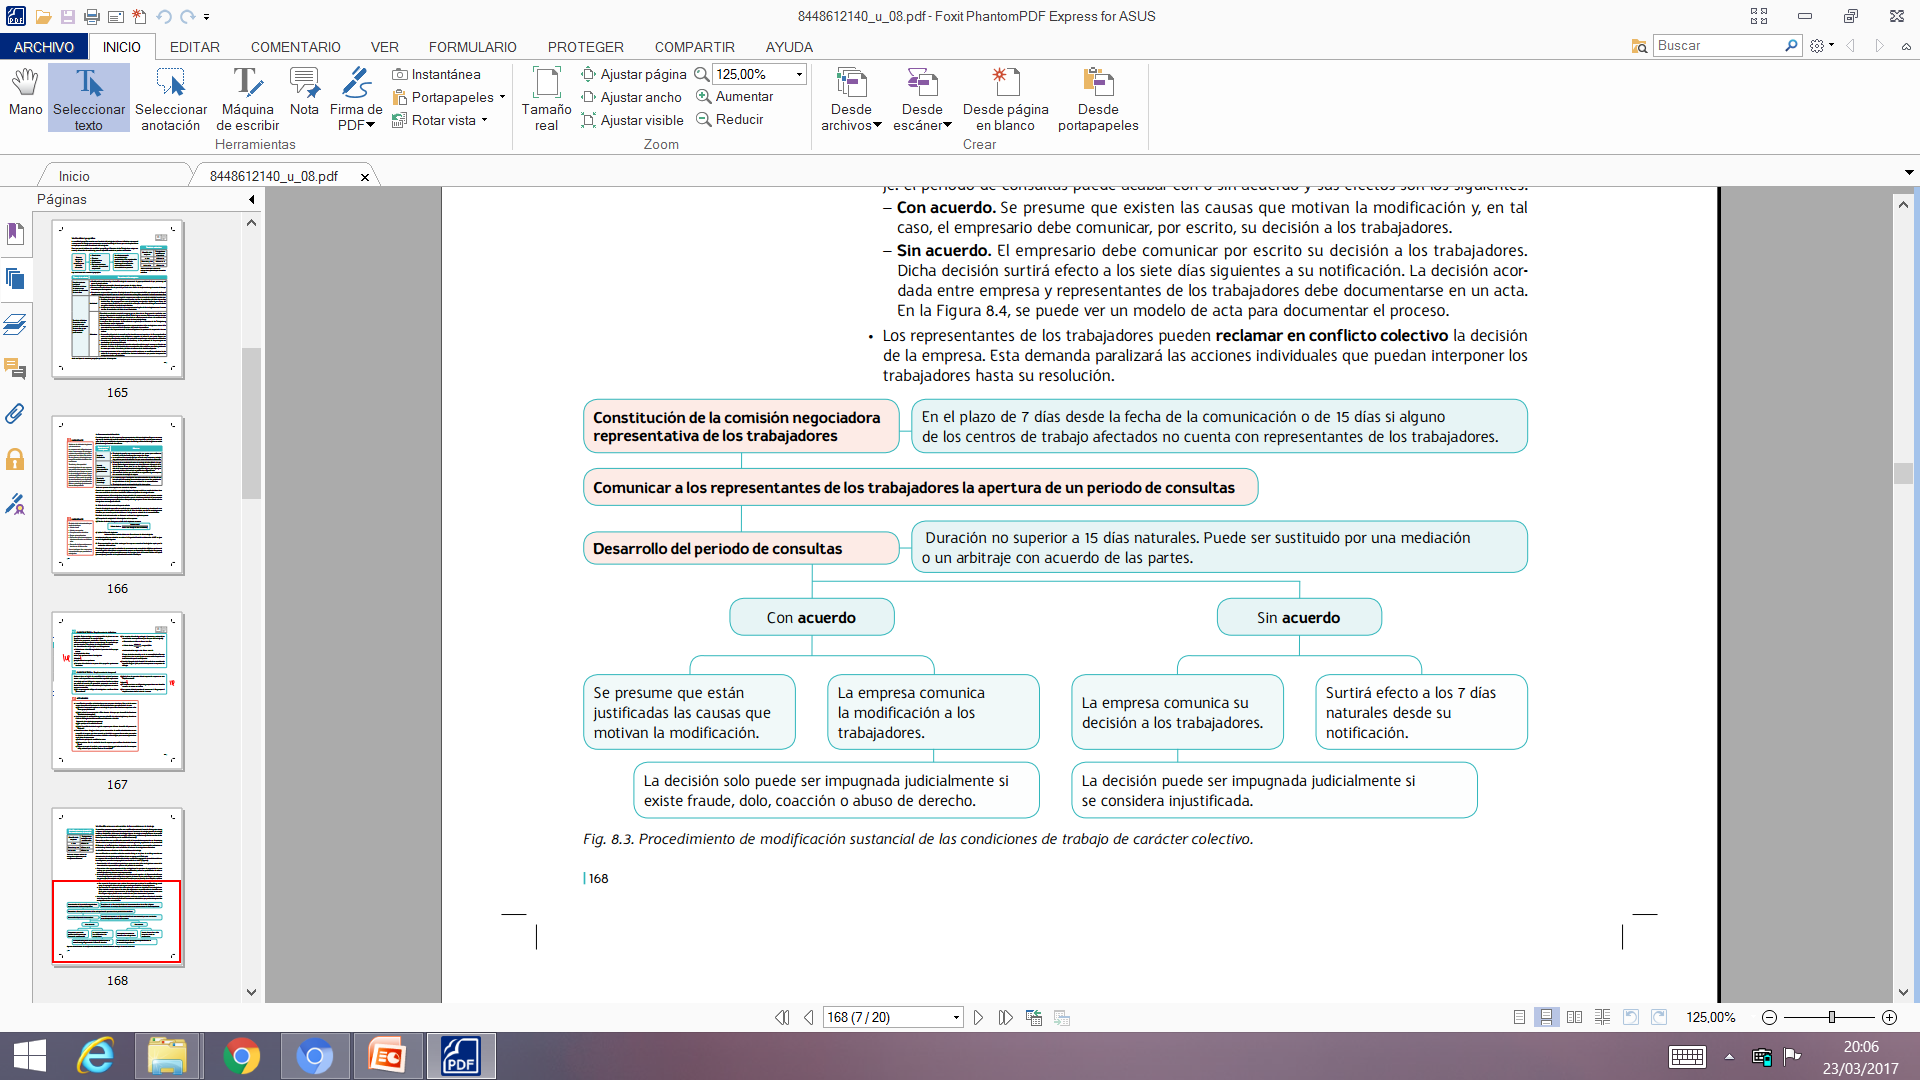 8448612140_u_08.pdf - Foxit PhantomPDF Express for ASUS
ARCHIVO INICIO EDITAR COMENTARIO VER FORMULARIO PROTEGER COMPARTIR AYUDA
Buscar
Mano
Seleccionar texto
Seleccionar anotación
Máquina de escribir
Nota
Firma de PDF
Instantánea
Portapapeles
Rotar vista
Herramientas
Tamaño real
Ajustar página
Ajustar ancho
Ajustar visible
125,00%
Aumentar
Reducir
Zoom
Desde archivos
Desde escáner
Desde página en blanco
Desde portapapeles
Crear
Inicio
8448612140_u_08.pdf
Páginas
165
166
167
168
je. El periodo de consultas puede acabar con o sin acuerdo y sus efectos son los siguientes:
– Con acuerdo. Se presume que existen las causas que motivan la modificación y, en tal
caso, el empresario debe comunicar, por escrito, su decisión a los trabajadores.
– Sin acuerdo. El empresario debe comunicar por escrito su decisión a los trabajadores.
Dicha decisión surtirá efecto a los siete días siguientes a su notificación. La decisión acor-
dada entre empresa y representantes de los trabajadores debe documentarse en un acta.
En la Figura 8.4, se puede ver un modelo de acta para documentar el proceso.
• Los representantes de los trabajadores pueden reclamar en conflicto colectivo la decisión
de la empresa. Esta demanda paralizará las acciones individuales que puedan interponer los
trabajadores hasta su resolución.
Constitución de la comisión negociadora
representativa de los trabajadores
En el plazo de 7 días desde la fecha de la comunicación o de 15 días si alguno
de los centros de trabajo afectados no cuenta con representantes de los trabajadores.
Comunicar a los representantes de los trabajadores la apertura de un periodo de consultas
Desarrollo del periodo de consultas
Duración no superior a 15 días naturales. Puede ser sustituido por una mediación
o un arbitraje con acuerdo de las partes.
Con acuerdo
Sin acuerdo
Se presume que están
justificadas las causas que
motivan la modificación.
La empresa comunica
la modificación a los
trabajadores.
La empresa comunica su
decisión a los trabajadores.
Surtirá efecto a los 7 días
naturales desde su
notificación.
La decisión solo puede ser impugnada judicialmente si
existe fraude, dolo, coacción o abuso de derecho.
La decisión puede ser impugnada judicialmente si
se considera injustificada.
Fig. 8.3. Procedimiento de modificación sustancial de las condiciones de trabajo de carácter colectivo.
168
168 (7 / 20)
125,00%
PDF
20:06
23/03/2017